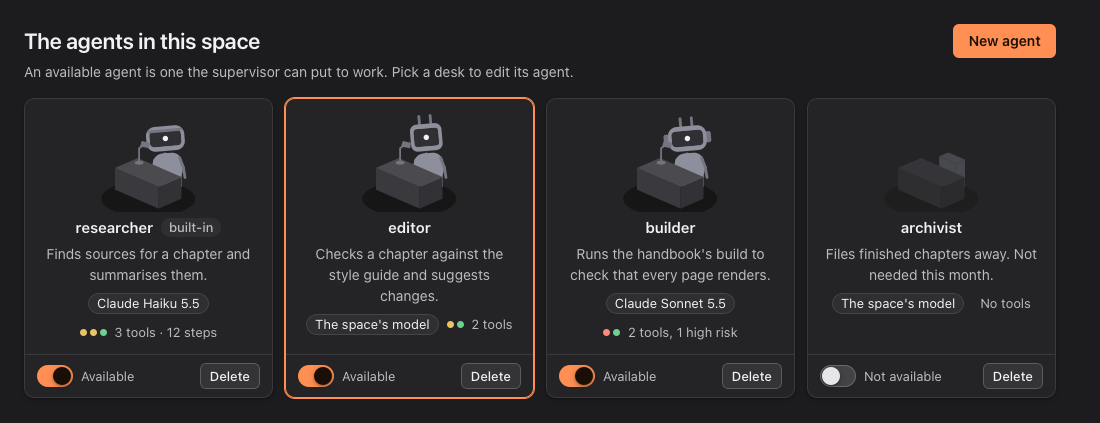 The agents in this space
New agent
An available agent is one the supervisor can put to work. Pick a desk to edit its agent.
researcher built-in
Finds sources for a chapter and
summarises them.
Claude Haiku 5.5
3 tools · 12 steps
Available
Delete
editor
Checks a chapter against the
style guide and suggests
changes.
The space's model
2 tools
Available
Delete
builder
Runs the handbook's build to
check that every page renders.
Claude Sonnet 5.5
2 tools, 1 high risk
Available
Delete
archivist
Files finished chapters away. Not
needed this month.
The space's model
No tools
Not available
Delete